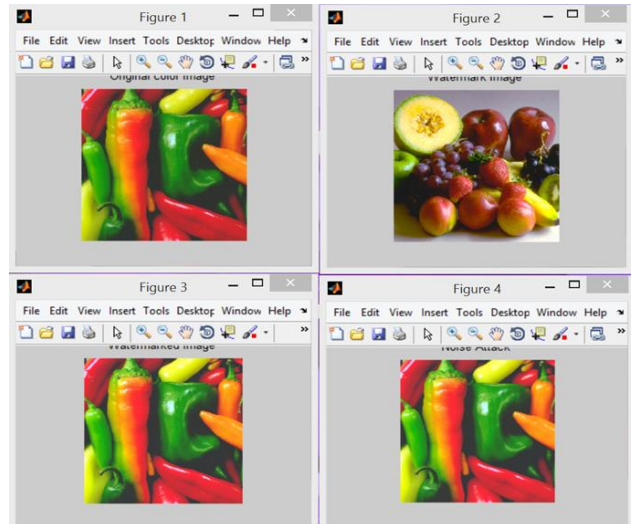 Figure 1
File Edit View Insert Tools Desktop Window Help
Original color image
Figure 2
File Edit View Insert Tools Desktop Window Help
Watermark image
Figure 3
File Edit View Insert Tools Desktop Window Help
Watermarked image
Figure 4
File Edit View Insert Tools Desktop Window Help
Noise Attack